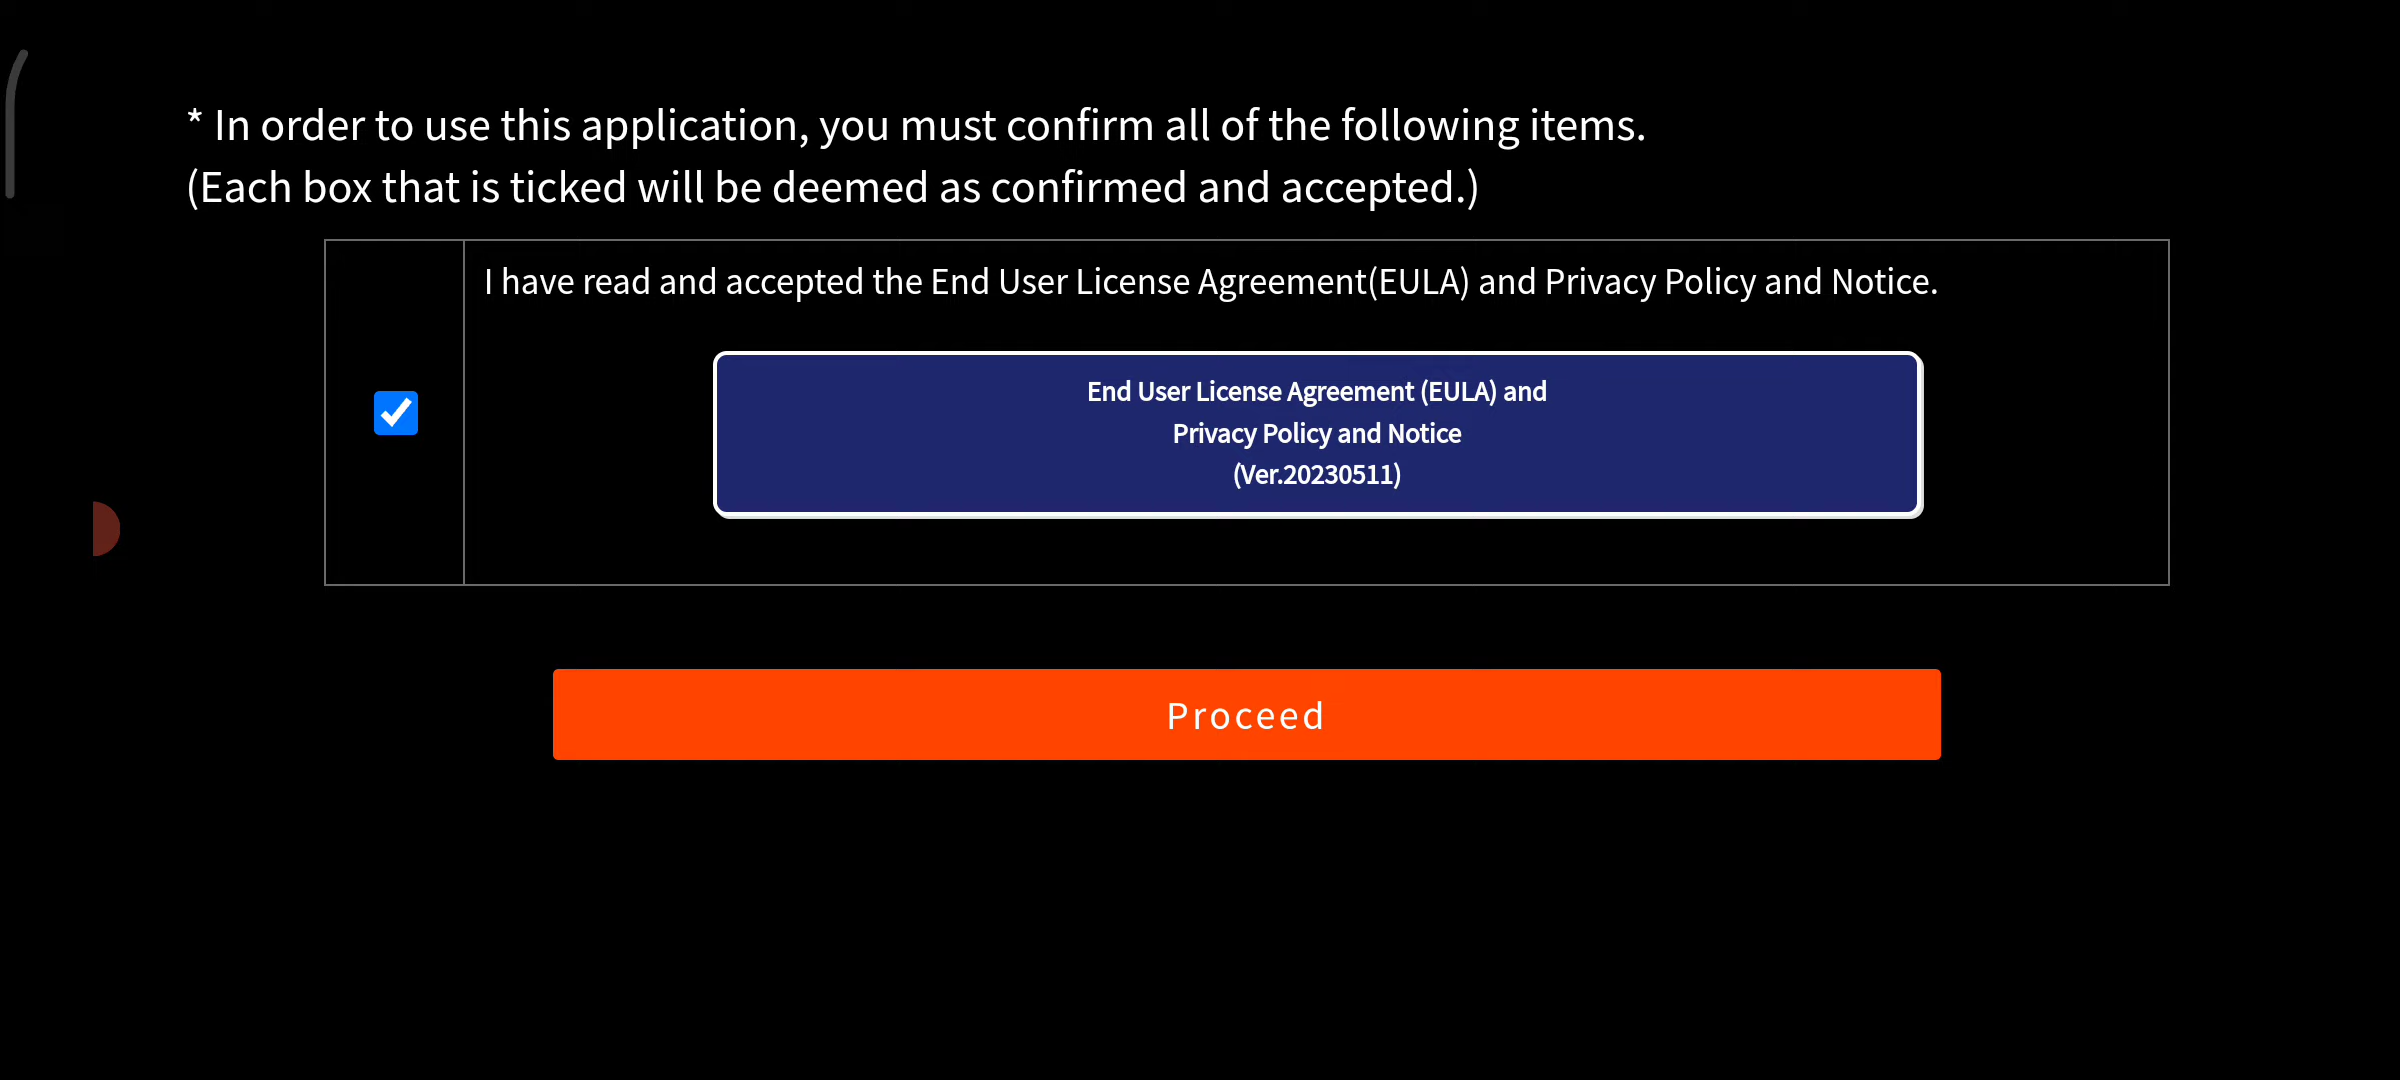 * In order to use this application, you must confirm all of the following items.
(Each box that is ticked will be deemed as confirmed and accepted.)
I have read and accepted the End User License Agreement(EULA) and Privacy Policy and Notice.
End User License Agreement (EULA) and
Privacy Policy and Notice
(Ver.20230511)
Proceed